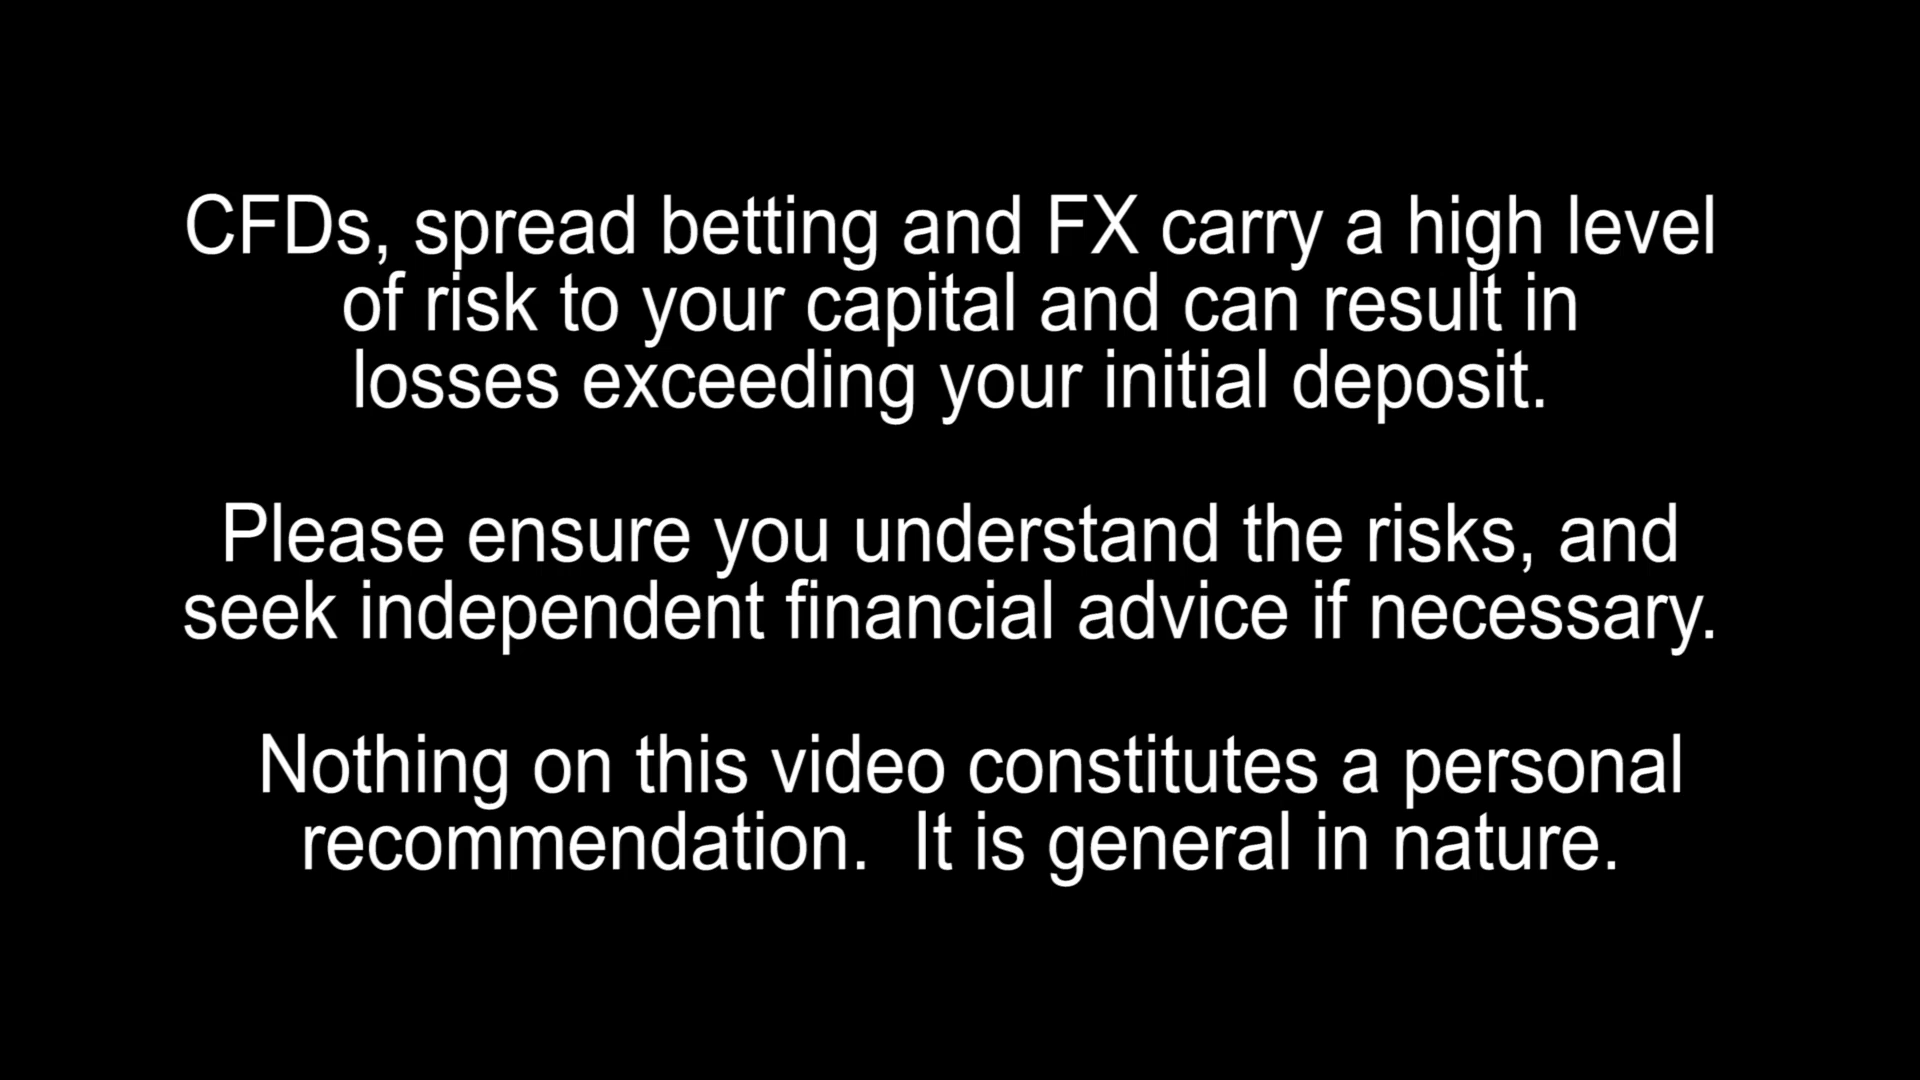 CFDs, spread betting and FX carry a high level
of risk to your capital and can result in
losses exceeding your initial deposit.
Please ensure you understand the risks, and
seek independent financial advice if necessary.
Nothing on this video constitutes a personal
recommendation.  It is general in nature.